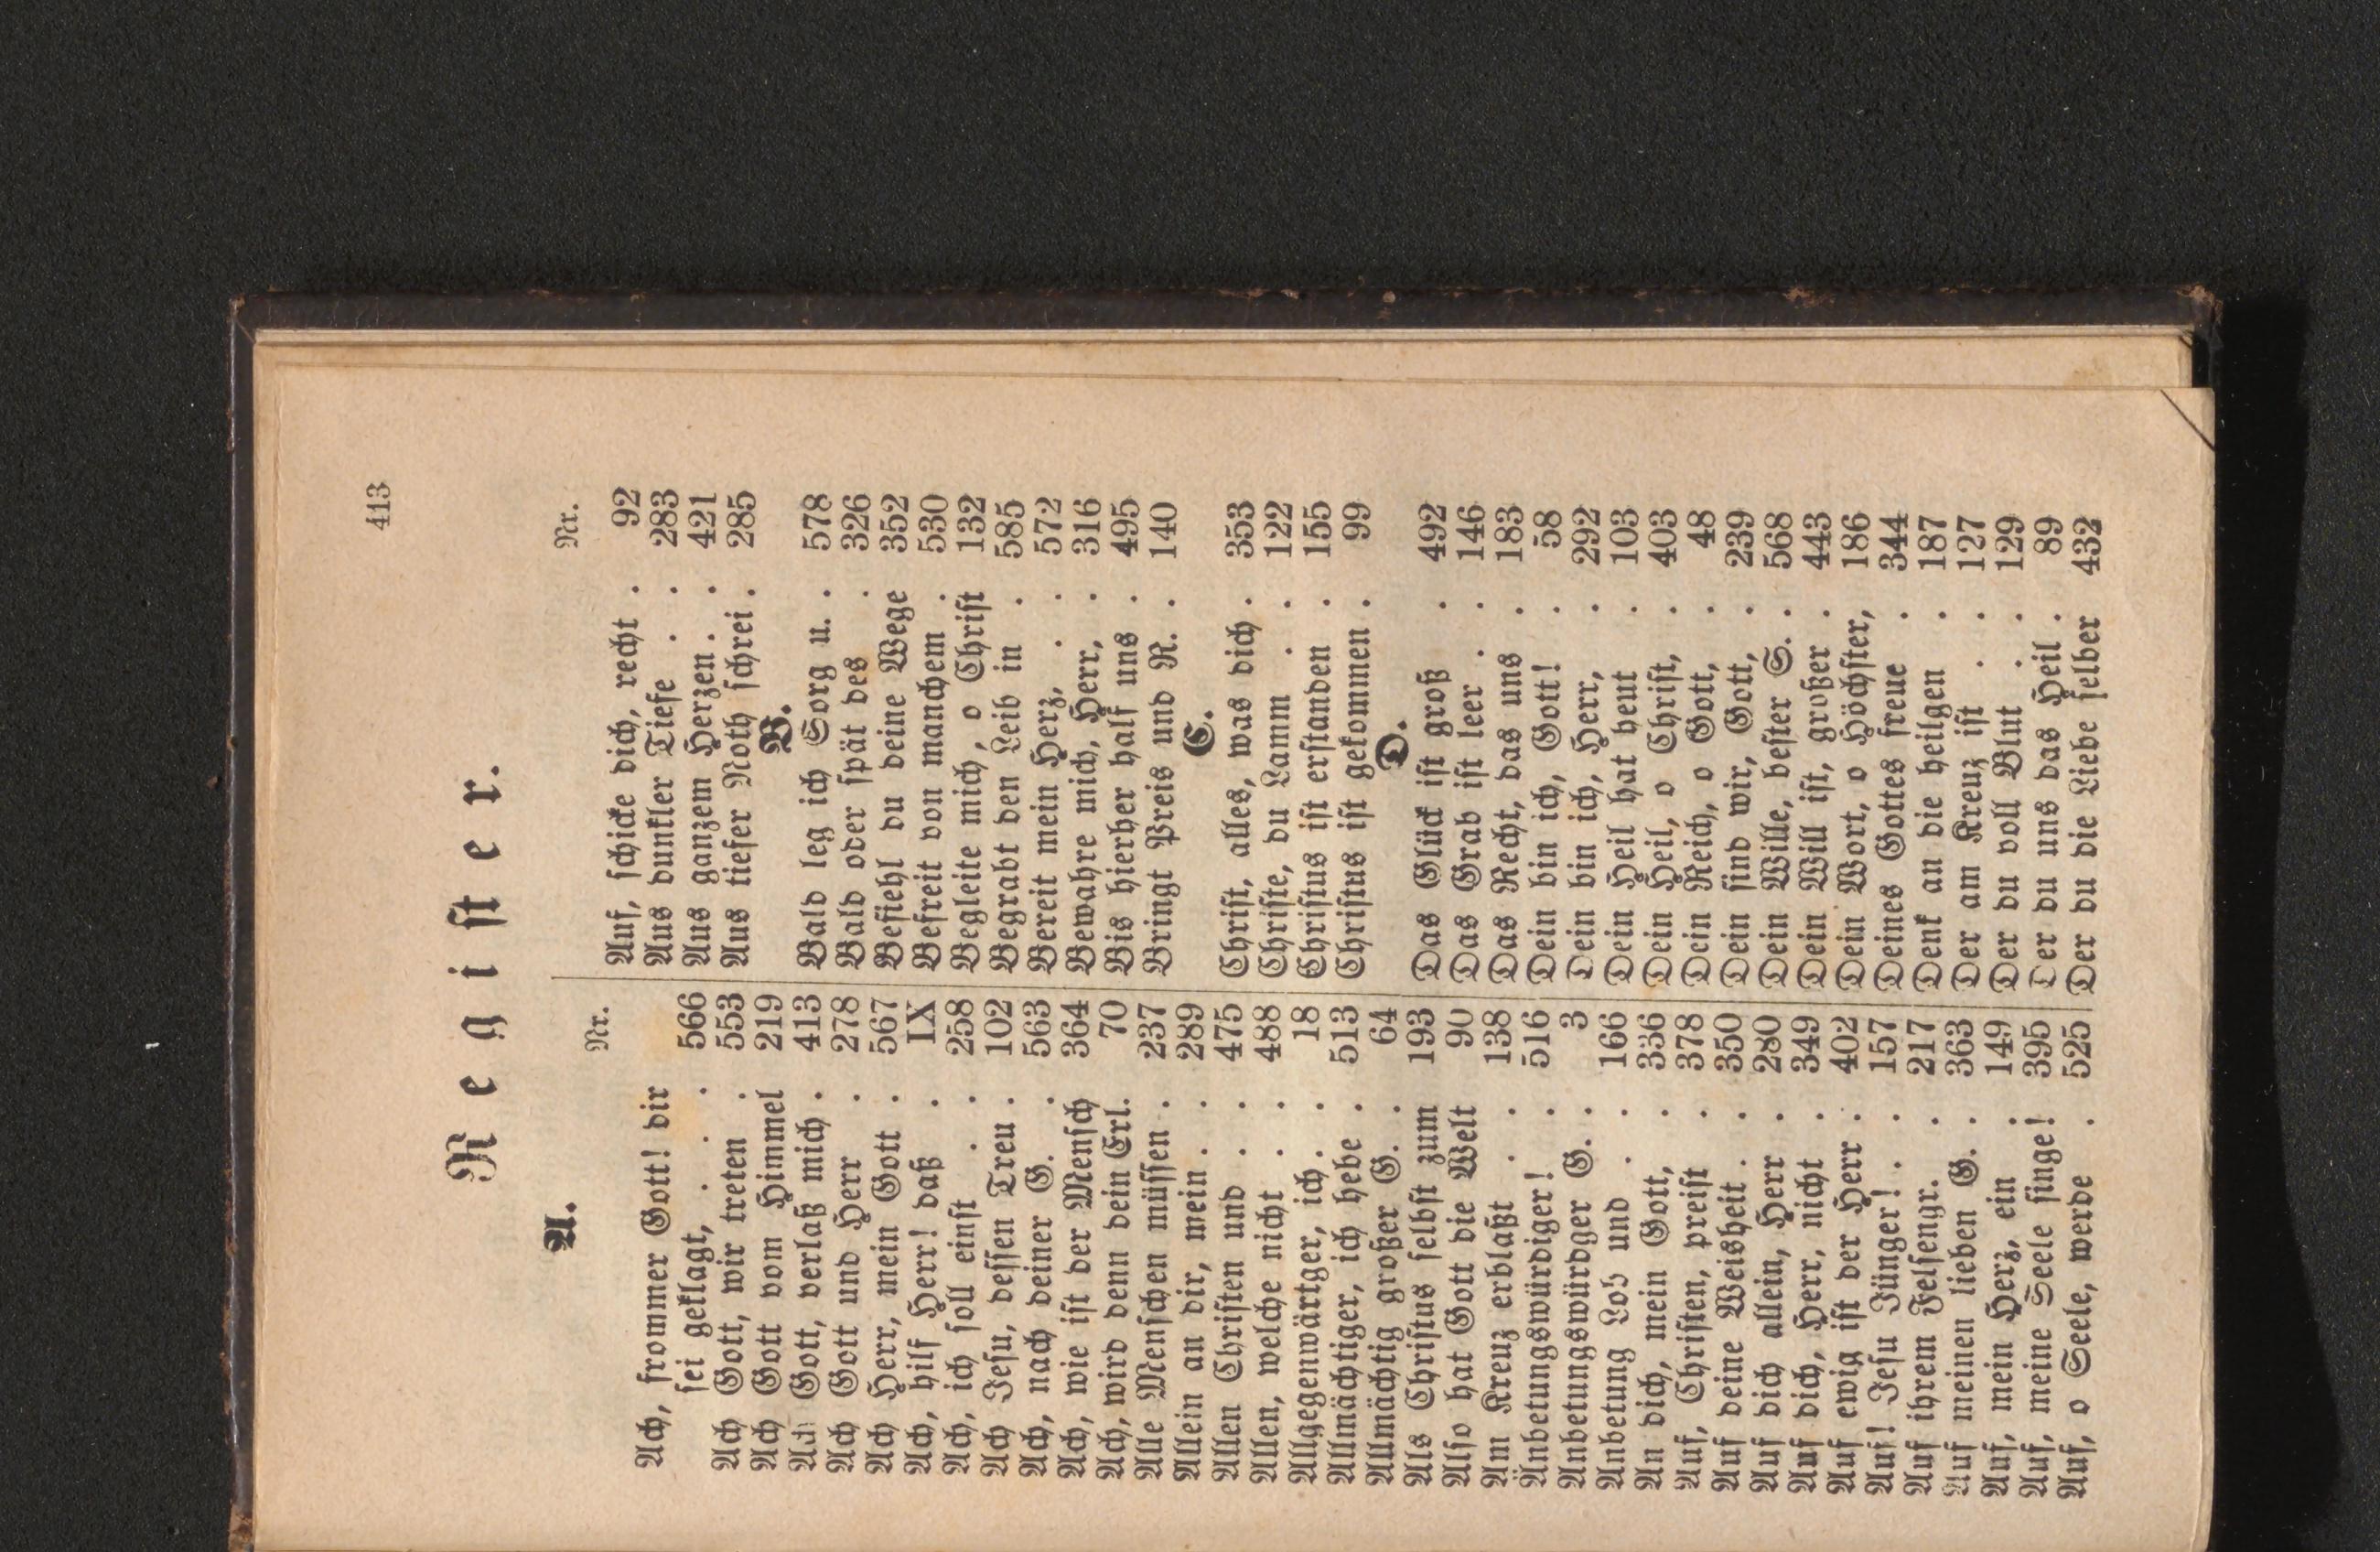 413
Regiſter.
A.
Nr.
Ach, frommer Gott! dir
ſei geklagt, . . . 566
Ach Gott, wir treten . 553
Ach Gott vom Himmel 219
Ach Gott, verlaß mich . 413
Ach Gott und Herr . 278
Ach Herr, mein Gott . 567
Ach, hilf Herr! daß . IX
Ach, ich ſoll einſt . . 258
Ach Jeſu, deſſen Treu . 102
Ach, nach deiner G. . 563
Ach, wie iſt der Menſch 364
Ach, wird denn dein Erl. 70
Alle Menſchen müſſen . 237
Allein an dir, mein . . 289
Allen Chriſten und . . 475
Allen, welche nicht . . 488
Allgegenwärtger, ich . . 18
Allmächtiger, ich hebe . 513
Allmächtig großer G. . 64
Als Chriſtus ſelbſt zum 193
Alſo hat Gott die Welt 90
Am Kreuz erblaßt . . 138
Anbetungswürdiger! . 516
Anbetungswürdger G. . 3
Anbetung Lob und . . 166
An dich, mein Gott, . 336
Auf, Chriſten, preiſt . 378
Auf deine Weisheit . . 350
Auf dich allein, Herr . 280
Auf dich, Herr, nicht . 349
Auf ewig iſt der Herr . 402
Auf! Jeſu Jünger! . . 157
Auf ihrem Felſengr. . 217
Auf meinen lieben G. . 363
Auf, mein Herz, ein . 149
Auf, meine Seele ſinge! 395
Auf, o Seele, werde . 525
Nr.
Auf, ſchicke dich, recht . 92
Aus dunkler Tiefe . . 283
Aus ganzem Herzen . . 421
Aus tiefer Noth ſchrei . 285
B.
Bald leg ich Sorg u. . 578
Bald oder ſpät des . 326
Befiehl du deine Wege 352
Befreit von manchem . 530
Begleite mich, o Chriſt 132
Begrabt den Leib in . 585
Bereit mein Herz, . . 572
Bewahre mich, Herr, . 316
Bis hierher half uns . 495
Bringt Preis und R. . 140
C.
Chriſt, alles, was dich . 353
Chriſte, du Lamm . . 122
Chriſtus iſt erſtanden . 155
Chriſtus iſt gekommen . 99
D.
Das Glück iſt groß . 492
Das Grab iſt leer . . 146
Das Recht, das uns . 183
Dein bin ich, Gott! . 58
Dein bin ich, Herr, . 292
Dein Heil hat heut . 103
Dein Heil, o Chriſt, . 403
Dein Reich, o Gott, . 48
Dein ſind wir, Gott, . 239
Dein Wille, beſter S. . 568
Dein Will iſt, großer . 443
Dein Wort, o Höchſter, 186
Deines Gottes freue . 344
Denk an die heilgen . 187
Der am Kreuz iſt . . 127
Der du voll Blut . . 129
Der du uns das Heil . 89
Der du die Liebe ſelber 432